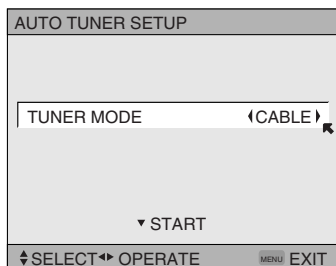 AUTO TUNER SETUP
TUNER MODE CABLE
START
SELECT OPERATE MENU EXIT